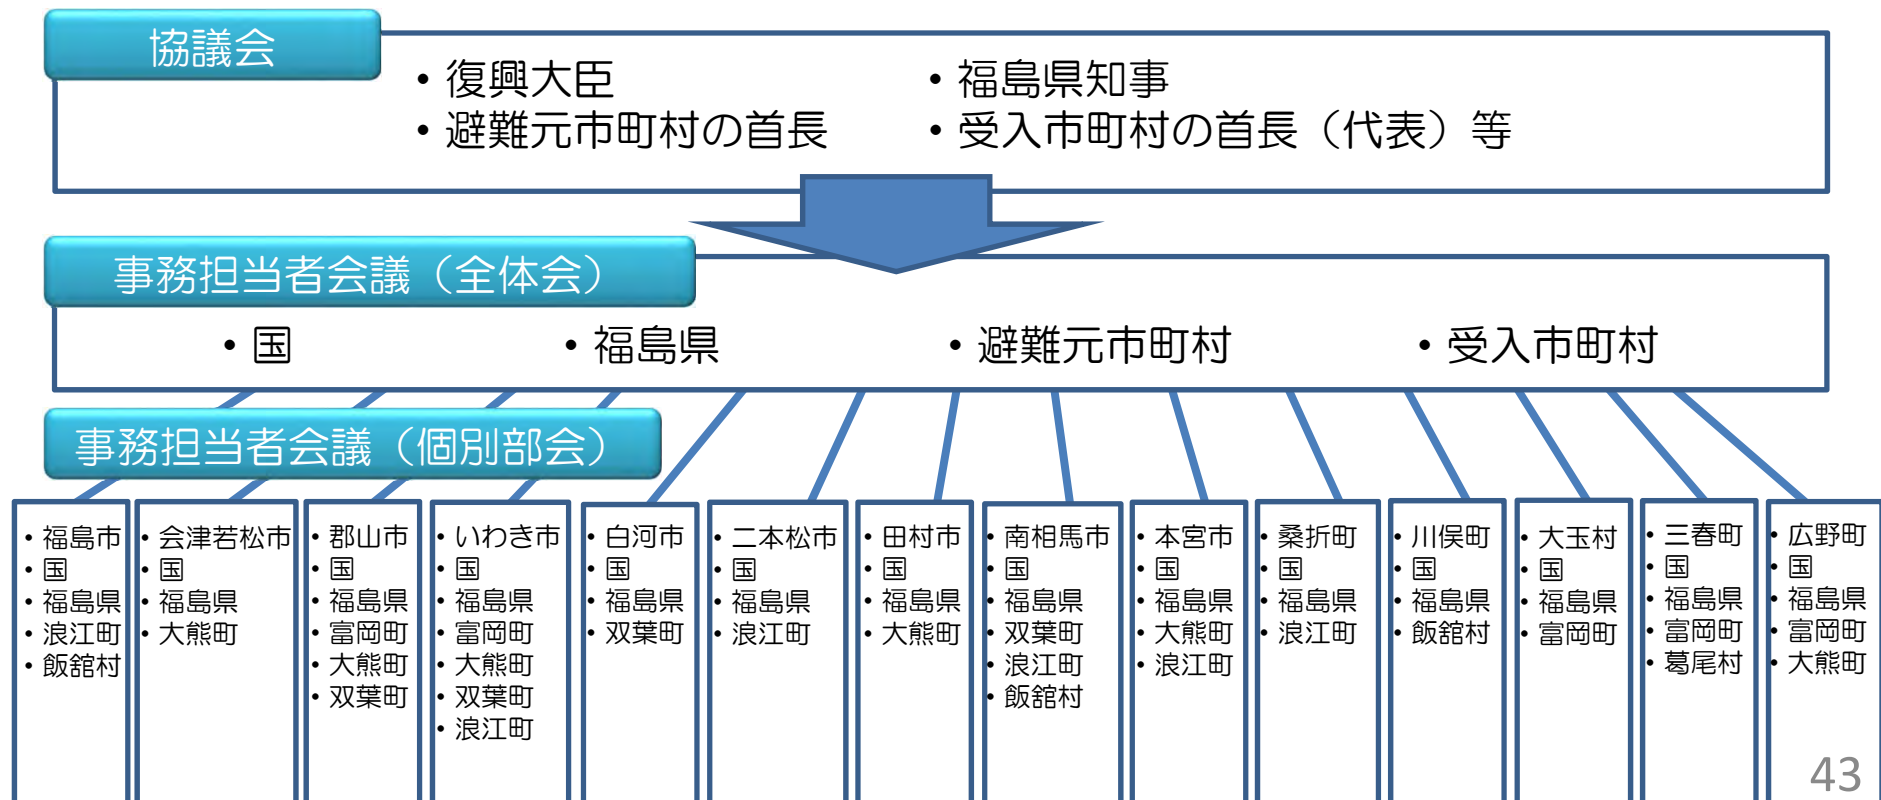 協議会
・復興大臣
・福島県知事
・避難元市町村の首長
・受入市町村の首長（代表）等
事務担当者会議（全体会）
・国
・福島県
・避難元市町村
・受入市町村
事務担当者会議（個別部会）
・福島市
・国
・福島県
・浪江町
・飯舘村
・会津若松市
・国
・福島県
・大熊町
・郡山市
・国
・福島県
・富岡町
・大熊町
・双葉町
・いわき市
・国
・福島県
・富岡町
・大熊町
・双葉町
・浪江町
・白河市
・国
・福島県
・双葉町
・二本松市
・国
・福島県
・浪江町
・田村市
・国
・福島県
・大熊町
・南相馬市
・国
・福島県
・双葉町
・浪江町
・飯舘村
・本宮市
・国
・福島県
・大熊町
・浪江町
・桑折町
・国
・福島県
・浪江町
・川俣町
・国
・福島県
・飯舘村
・大玉村
・国
・福島県
・富岡町
・三春町
・国
・福島県
・富岡町
・葛尾村
・広野町
・国
・福島県
・富岡町
・大熊町
43